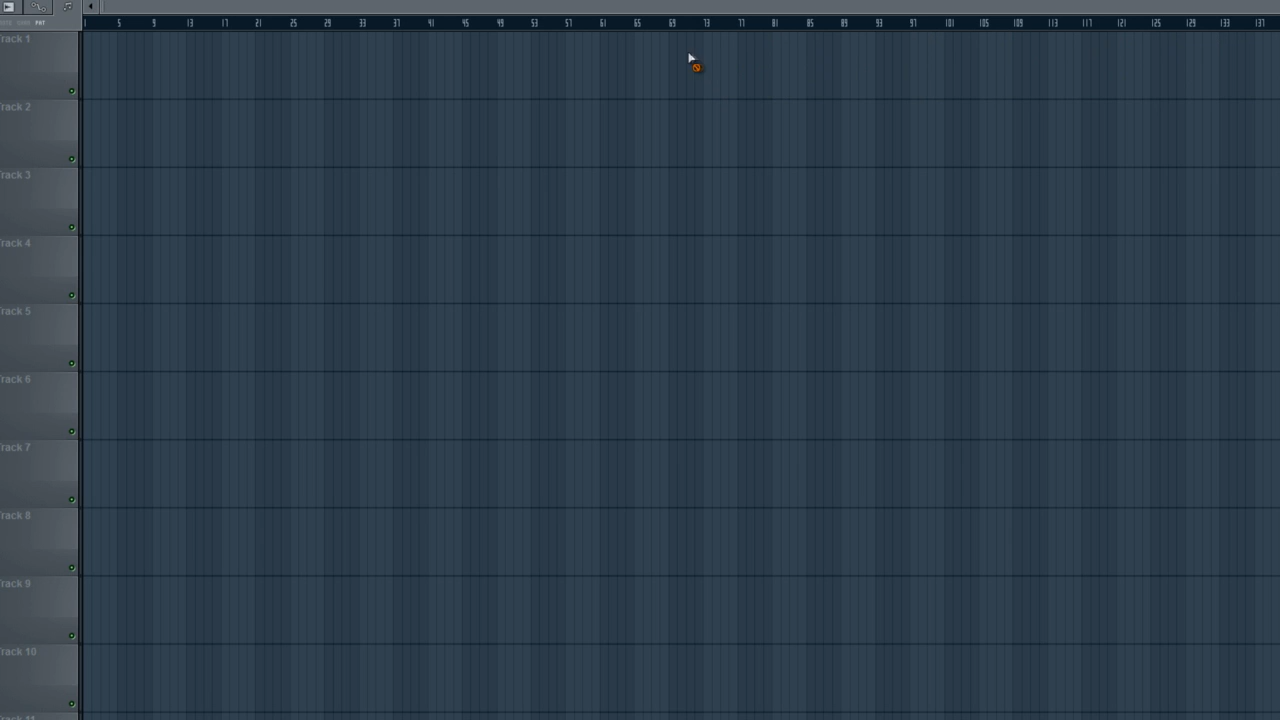 1 5 9 13 17 21 25 29 33 37 41 45 49 53 57 61 65 69 73 77 81 85 89 93 97 101 105 109 113 117 121 125 129 133 137
PAT
rack 1
rack 2
rack 3
rack 4
rack 5
rack 6
rack 7
rack 8
rack 9
rack 10